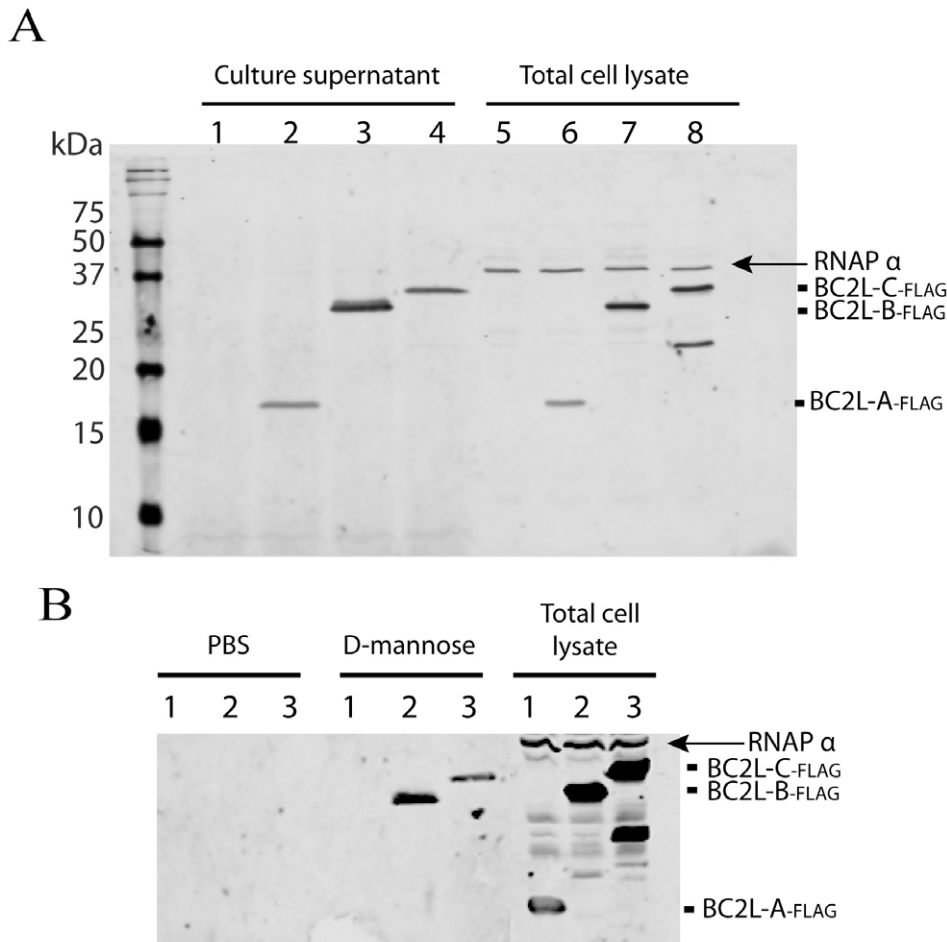 A
Culture supernatant Total cell lysate
1 2 3 4 5 6 7 8
kDa
75
50
37
25
20
15
10
RNAP α
BC2L-C-FLAG
BC2L-B-FLAG
BC2L-A-FLAG
B
PBS D-mannose Total cell lysate
1 2 3 1 2 3 1 2 3
RNAP α
BC2L-C-FLAG
BC2L-B-FLAG
BC2L-A-FLAG